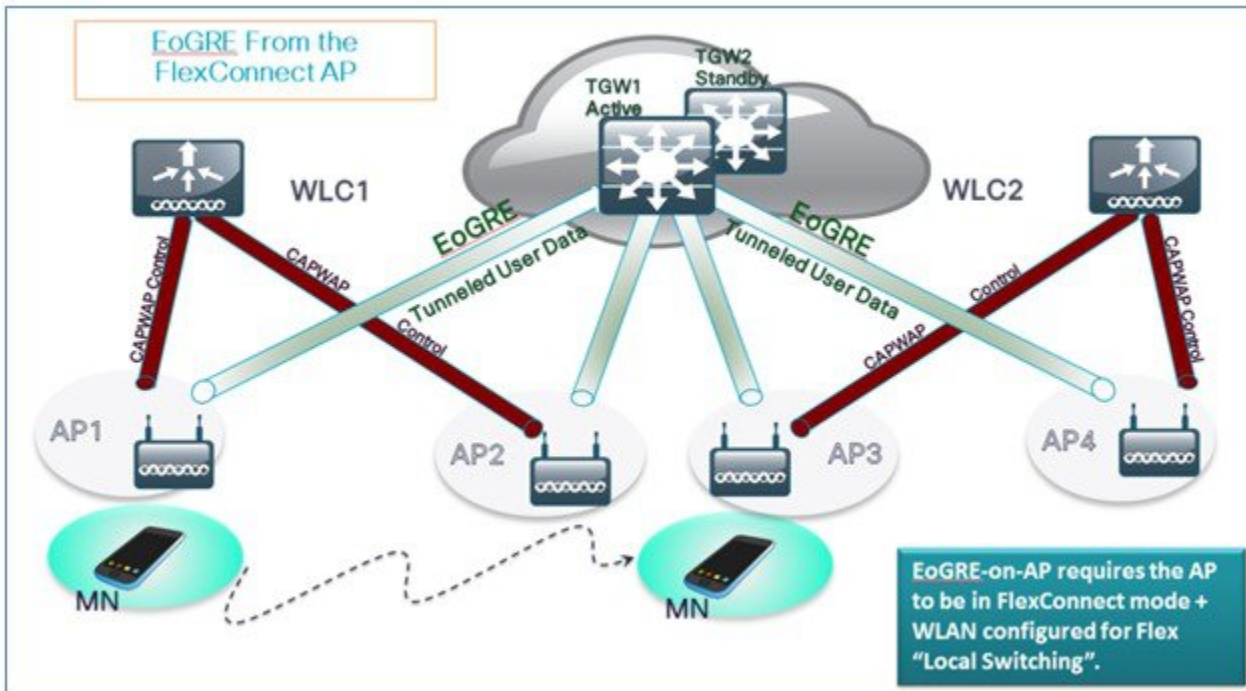 EoGRE From the
FlexConnect AP
TGW2
Standby
TGW1
Active
WLC1
WLC2
EoGRE
Tunneled User Data
EoGRE
Tunneled User Data
CAPWAP Control
CAPWAP
Control
Control
CAPWAP
CAPWAP Control
AP1
AP2
AP3
AP4
MN
MN
EoGRE-on-AP requires the AP
to be in FlexConnect mode +
WLAN configured for Flex
“Local Switching”.